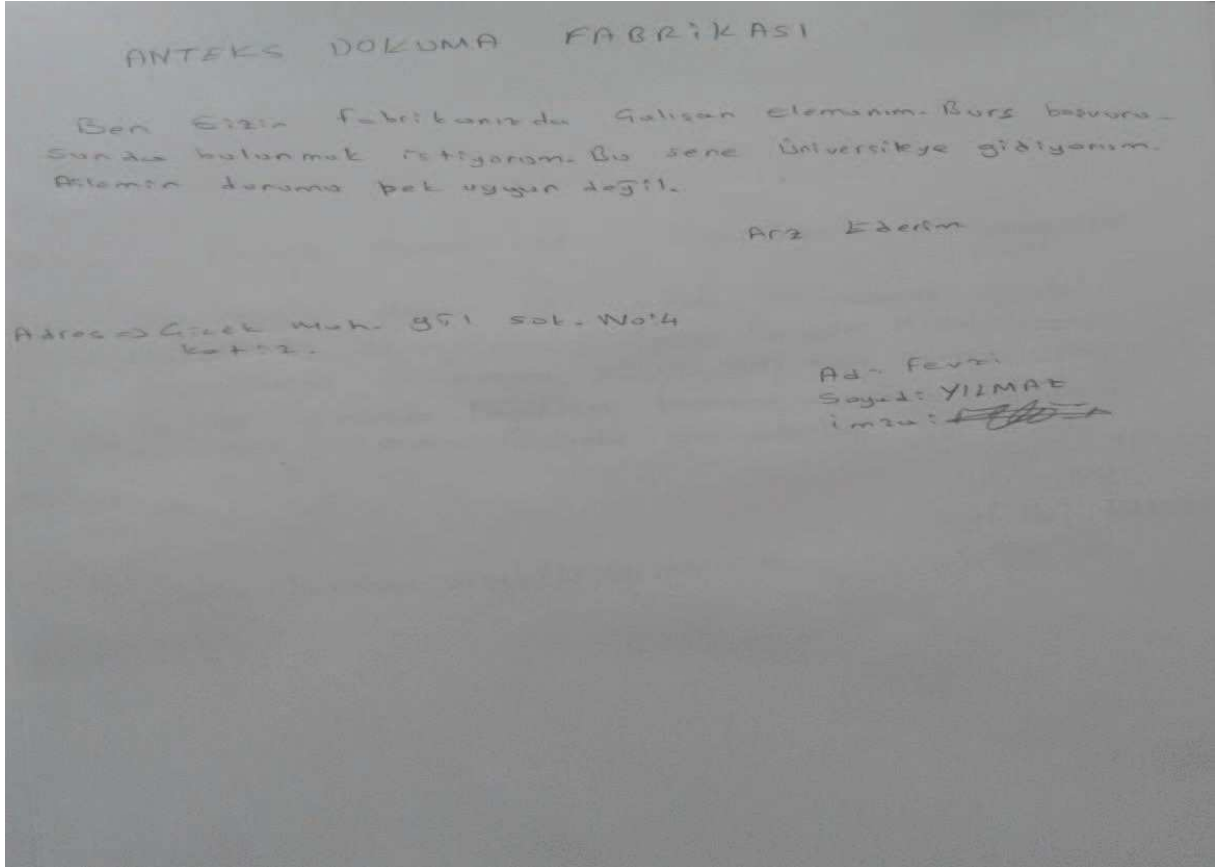 ANTEKS DOKUMA FABRİKASI
Ben Sizin fabrikanızda Çalışan elemanım. Burs başvuru-
sunda bulunmak istiyorum. Bu sene Üniversiteye gidiyorum.
Ailemin durumu pek uygun değil.
Arz Ederim
Adres => Çiçek Mah. 951 sok. No:4
kat:2.
Ad: Fevzi
Soyad: YILMAZ
imza: